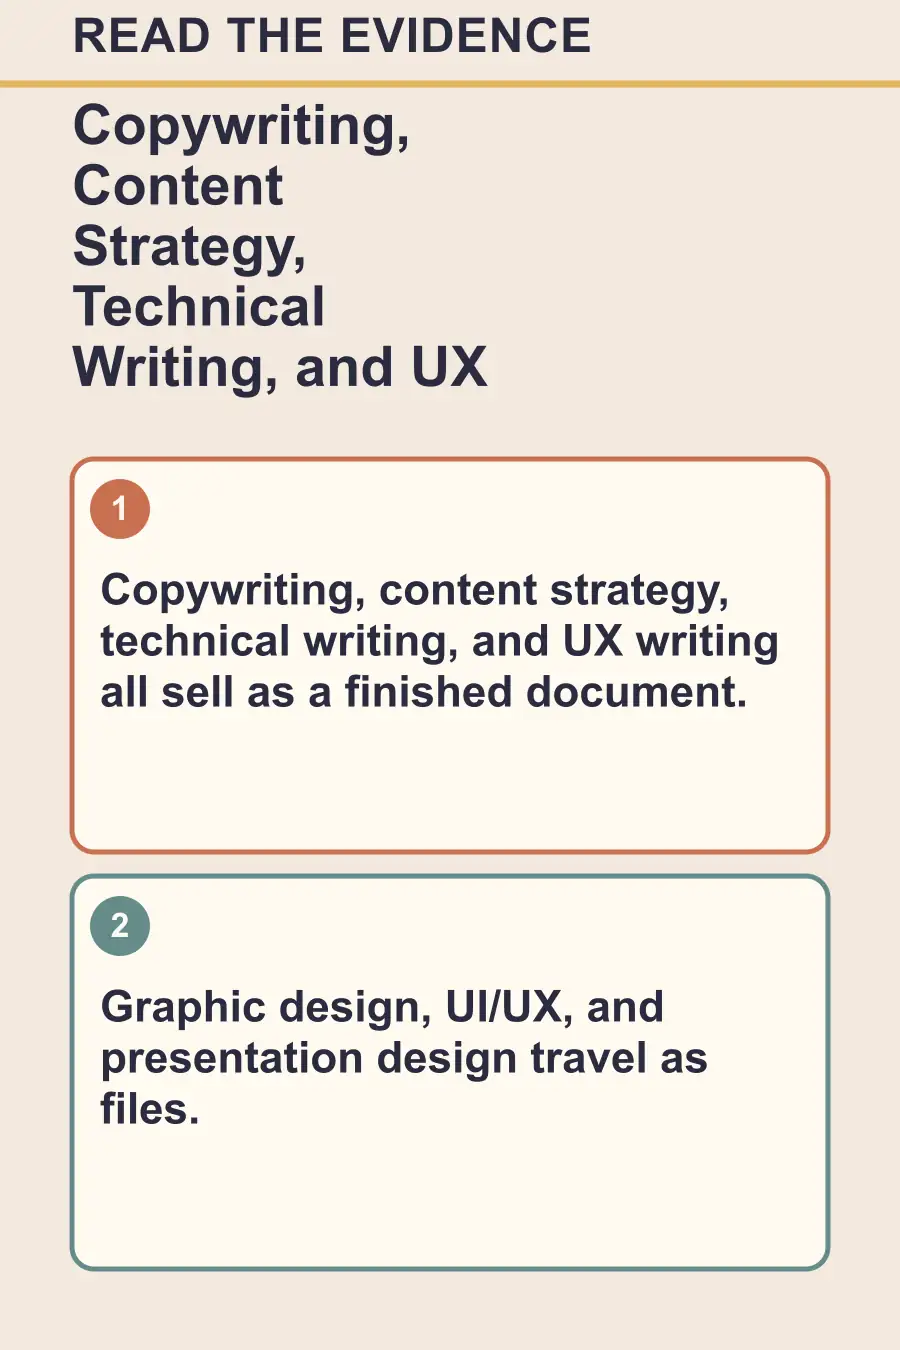 READ THE EVIDENCE
Copywriting,
Content
Strategy,
Technical
Writing, and UX
1
Copywriting, content strategy,
technical writing, and UX writing
all sell as a finished document.
2
Graphic design, UI/UX, and
presentation design travel as
files.